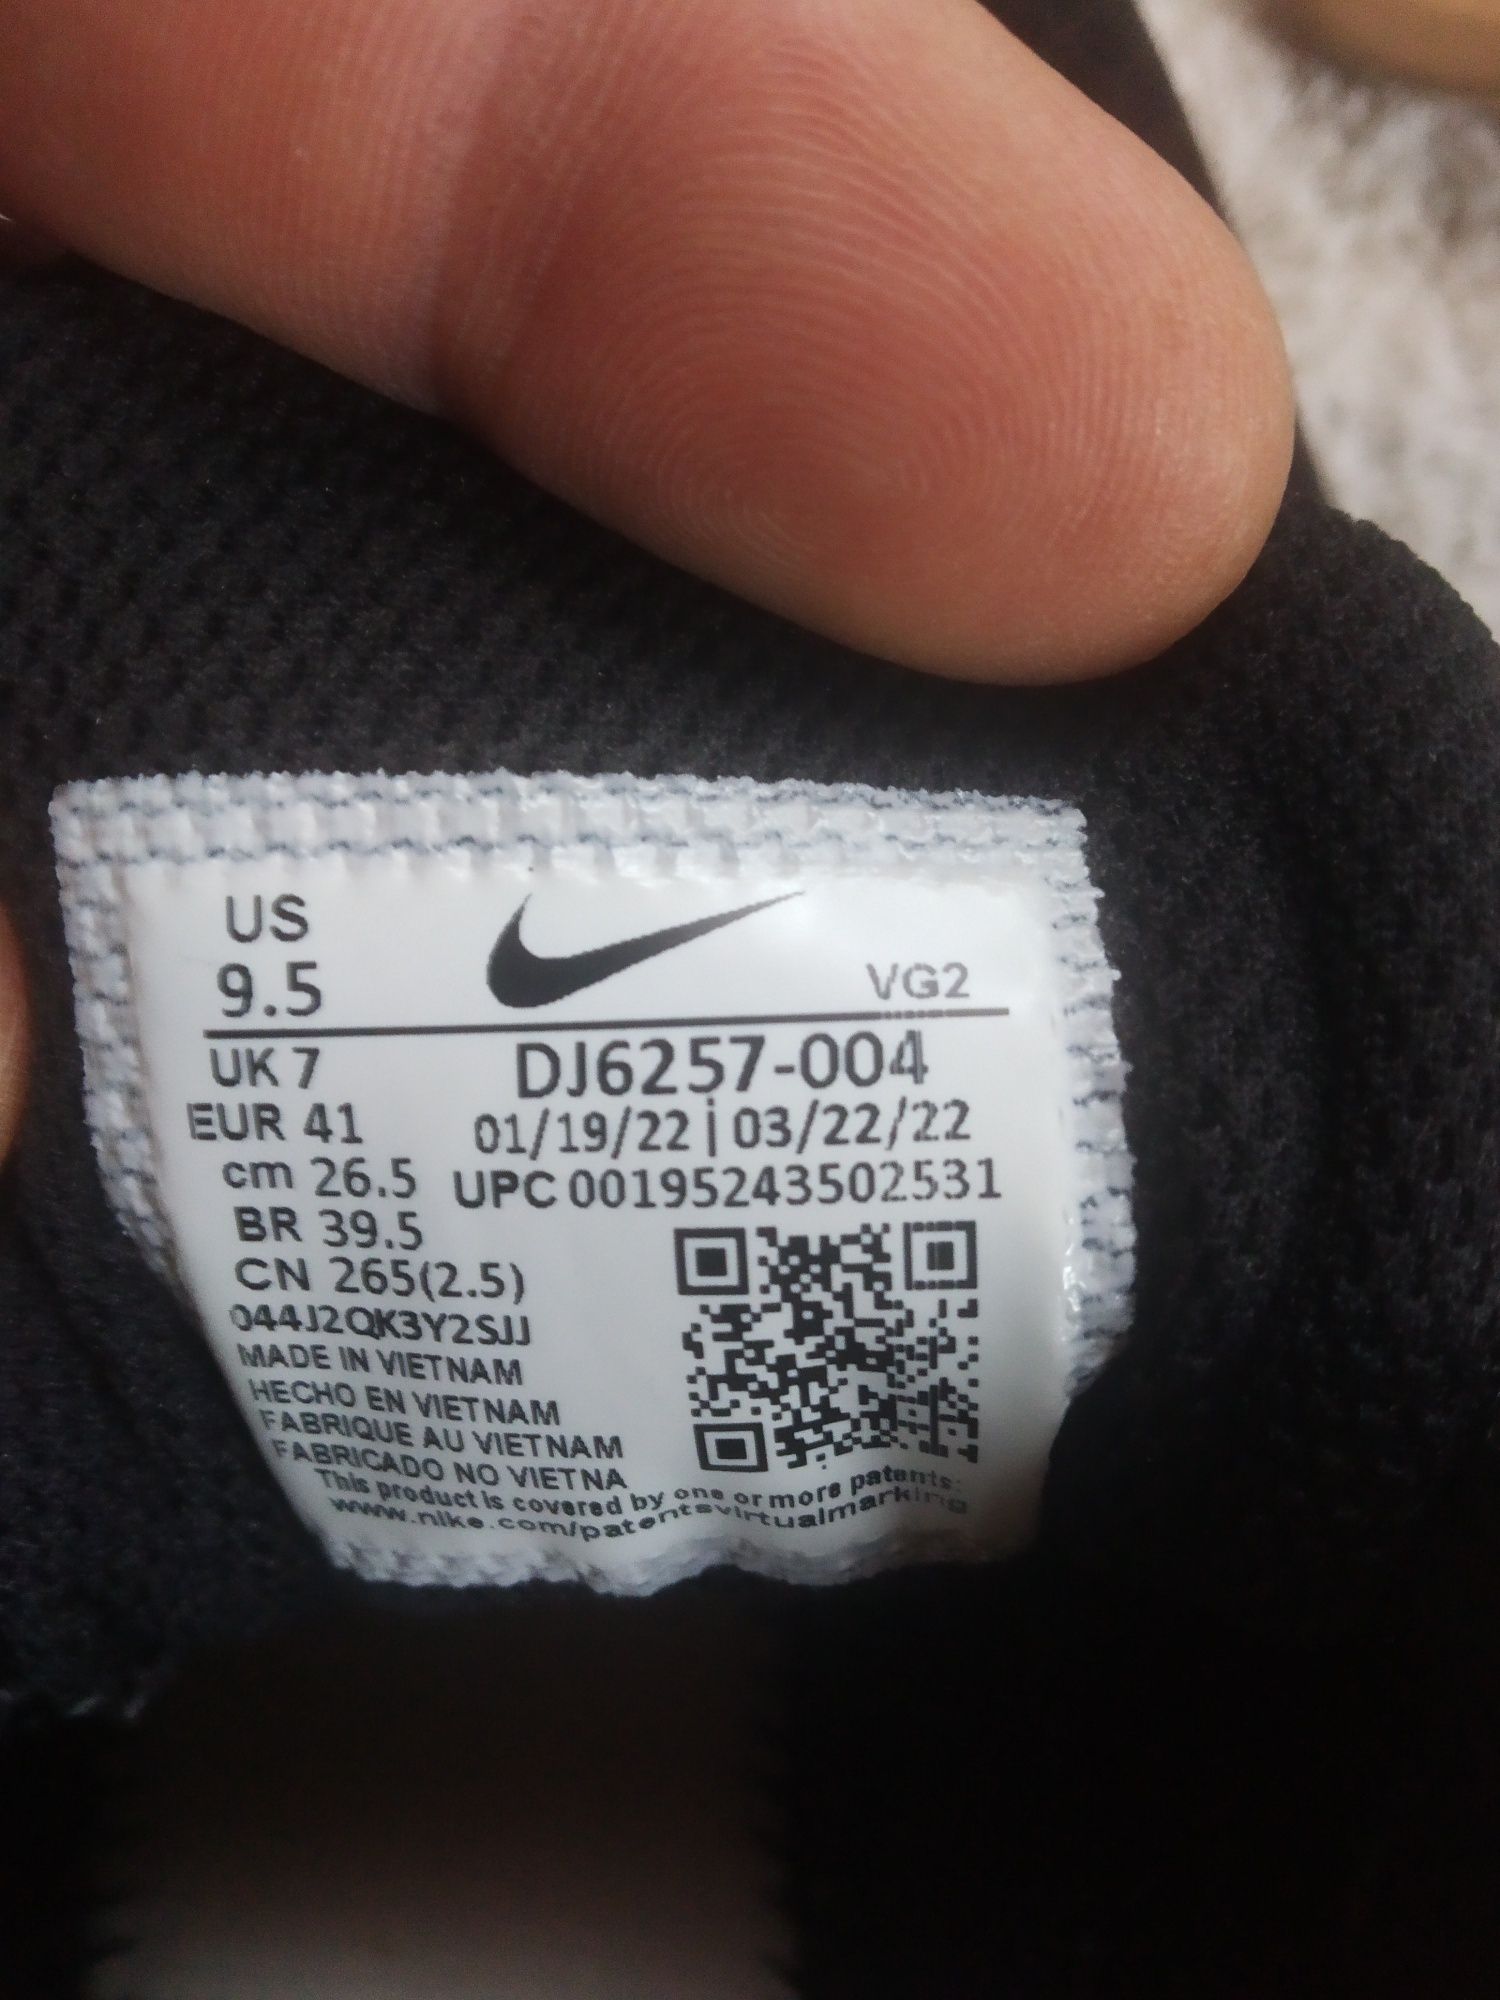 US
9.5
VG2
UK 7
DJ6257-004
EUR 41
01/19/22 | 03/22/22
cm 26.5
UPC 00195243502531
BR 39.5
CN 265(2.5)
044J2QK3Y2SJJ
MADE IN VIETNAM
HECHO EN VIETNAM
FABRIQUE AU VIETNAM
FABRICADO NO VIETNA
This product is covered by one or more patents:
www.nike.com/patentsvirtualmarking